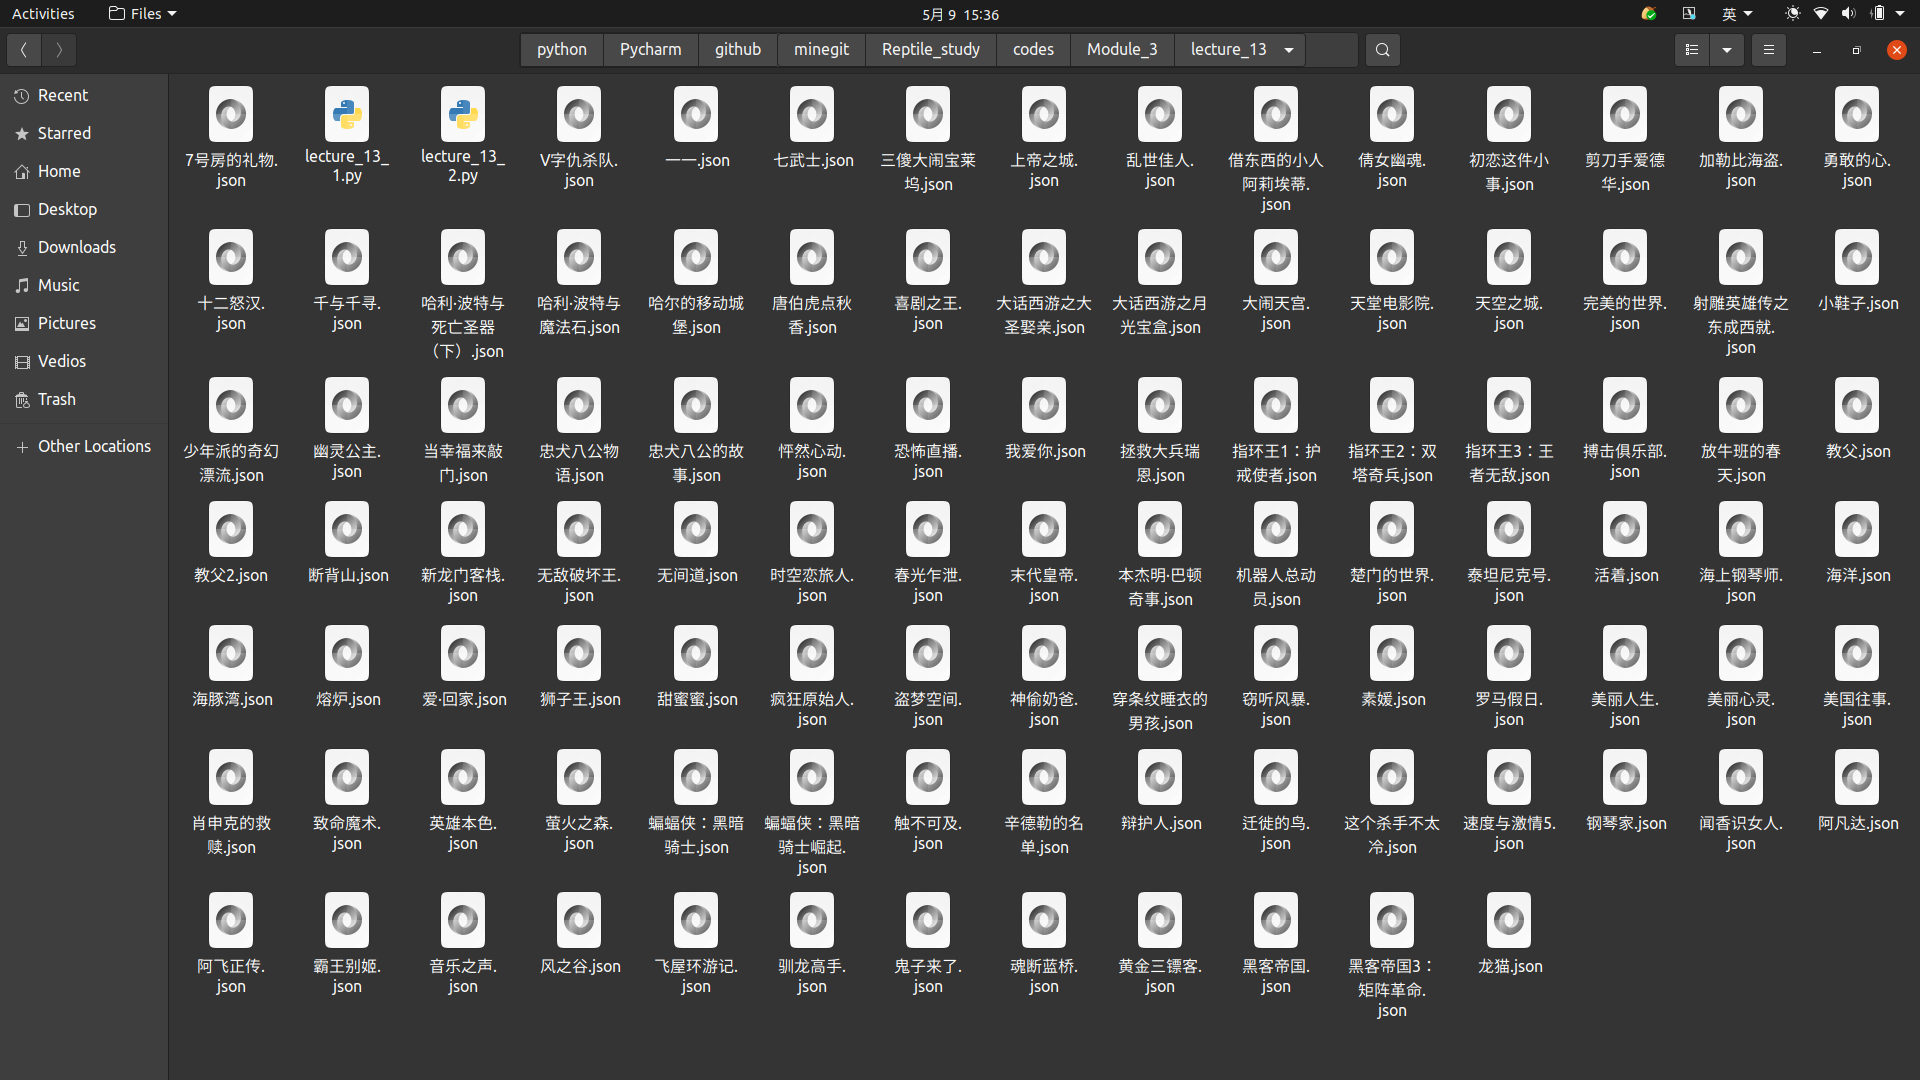 Activities
Files
5月 9 15:36
英
python
Pycharm
github
minegit
Reptile_study
codes
Module_3
lecture_13
Recent
Starred
Home
Desktop
Downloads
Music
Pictures
Vedios
Trash
Other Locations
7号房的礼物.
json
lecture_13_
1.py
lecture_13_
2.py
V字仇杀队.
json
一一.json
七武士.json
三傻大闹宝莱
坞.json
上帝之城.
json
乱世佳人.
json
借东西的小人
阿莉埃蒂.
json
倩女幽魂.
json
初恋这件小
事.json
剪刀手爱德
华.json
加勒比海盗.
json
勇敢的心.
json
十二怒汉.
json
千与千寻.
json
哈利·波特与
死亡圣器
（下）.json
哈利·波特与
魔法石.json
哈尔的移动城
堡.json
唐伯虎点秋
香.json
喜剧之王.
json
大话西游之大
圣娶亲.json
大话西游之月
光宝盒.json
大闹天宫.
json
天堂电影院.
json
天空之城.
json
完美的世界.
json
射雕英雄传之
东成西就.
json
小鞋子.json
少年派的奇幻
漂流.json
幽灵公主.
json
当幸福来敲
门.json
忠犬八公物
语.json
忠犬八公的故
事.json
怦然心动.
json
恐怖直播.
json
我爱你.json
拯救大兵瑞
恩.json
指环王1：护
戒使者.json
指环王2：双
塔奇兵.json
指环王3：王
者无敌.json
搏击俱乐部.
json
放牛班的春
天.json
教父.json
教父2.json
断背山.json
新龙门客栈.
json
无敌破坏王.
json
无间道.json
时空恋旅人.
json
春光乍泄.
json
末代皇帝.
json
本杰明·巴顿
奇事.json
机器人总动
员.json
楚门的世界.
json
泰坦尼克号.
json
活着.json
海上钢琴师.
json
海洋.json
海豚湾.json
熔炉.json
爱·回家.json
狮子王.json
甜蜜蜜.json
疯狂原始人.
json
盗梦空间.
json
神偷奶爸.
json
穿条纹睡衣的
男孩.json
窃听风暴.
json
素媛.json
罗马假日.
json
美丽人生.
json
美丽心灵.
json
美国往事.
json
肖申克的救
赎.json
致命魔术.
json
英雄本色.
json
萤火之森.
json
蝙蝠侠：黑暗
骑士.json
蝙蝠侠：黑暗
骑士崛起.
json
触不可及.
json
辛德勒的名
单.json
辩护人.json
迁徙的鸟.
json
这个杀手不太
冷.json
速度与激情5.
json
钢琴家.json
闻香识女人.
json
阿凡达.json
阿飞正传.
json
霸王别姬.
json
音乐之声.
json
风之谷.json
飞屋环游记.
json
驯龙高手.
json
鬼子来了.
json
魂断蓝桥.
json
黄金三镖客.
json
黑客帝国.
json
黑客帝国3：
矩阵革命.
json
龙猫.json